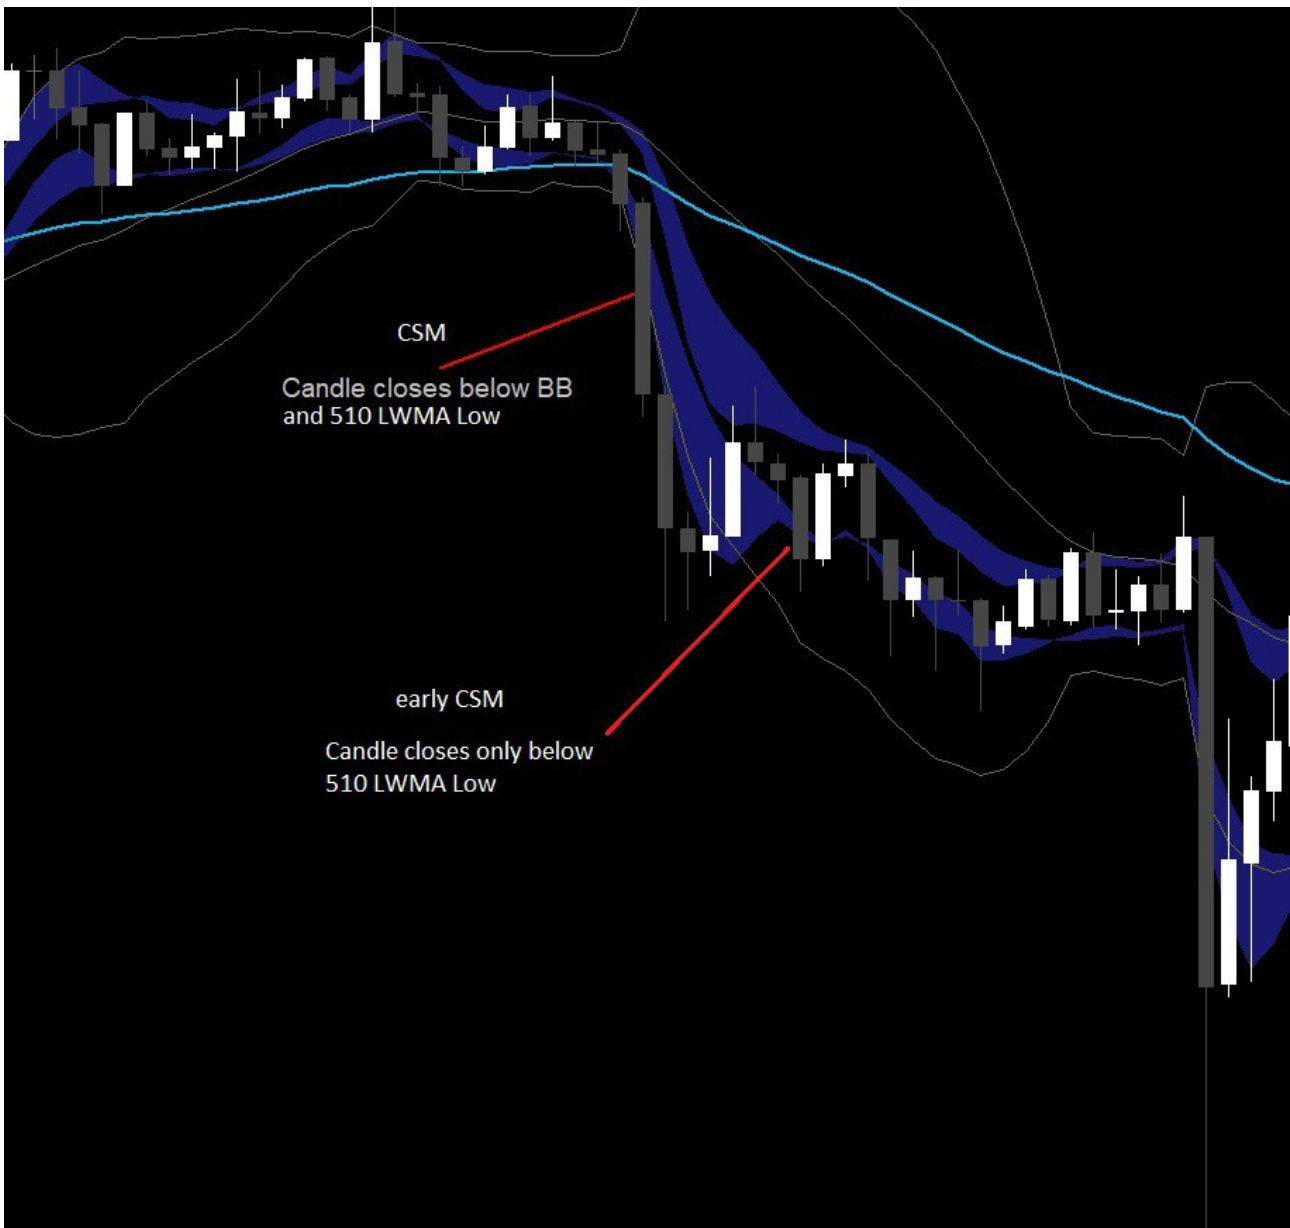 CSM
Candle closes below BB
and 510 LWMA Low
early CSM
Candle closes only below
510 LWMA Low